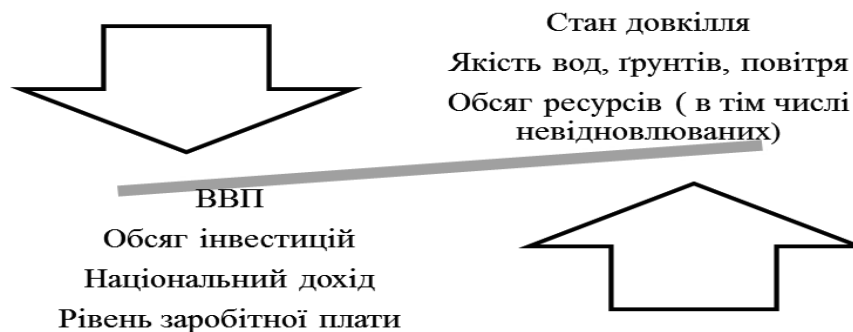 Стан довкілля
Якість вод, ґрунтів, повітря
Обсяг ресурсів ( в тім числі
невідновлюваних)
ВВП
Обсяг інвестицій
Національний дохід
Рівень заробітної плати